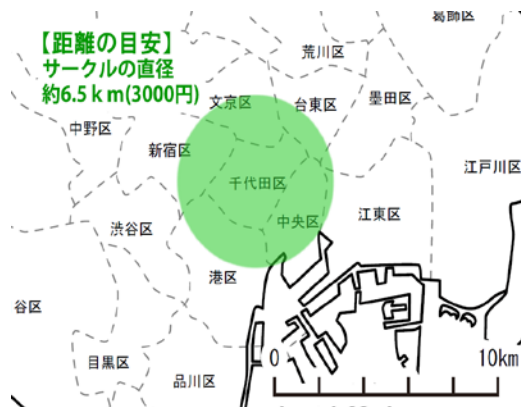 葛飾区
【距離の目安】
サークルの直径
約6.5ｋｍ(3000円)
荒川区
文京区
台東区
墨田区
中野区
新宿区
江戸川区
千代田区
渋谷区
中央区
江東区
港区
谷区
目黒区
品川区
0 10km